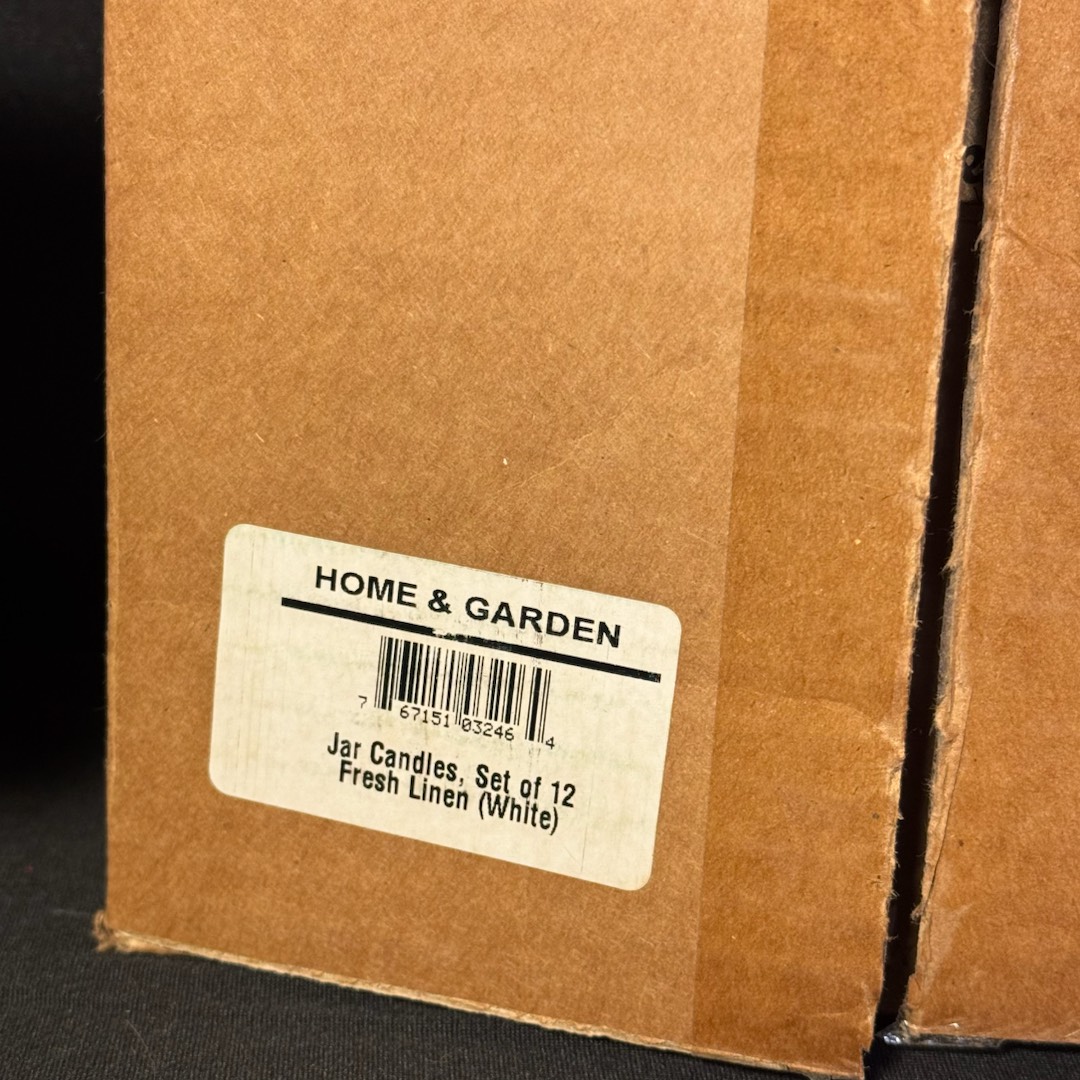 HOME & GARDEN
7 67151 03246 4
Jar Candles, Set of 12
Fresh Linen (White)
e